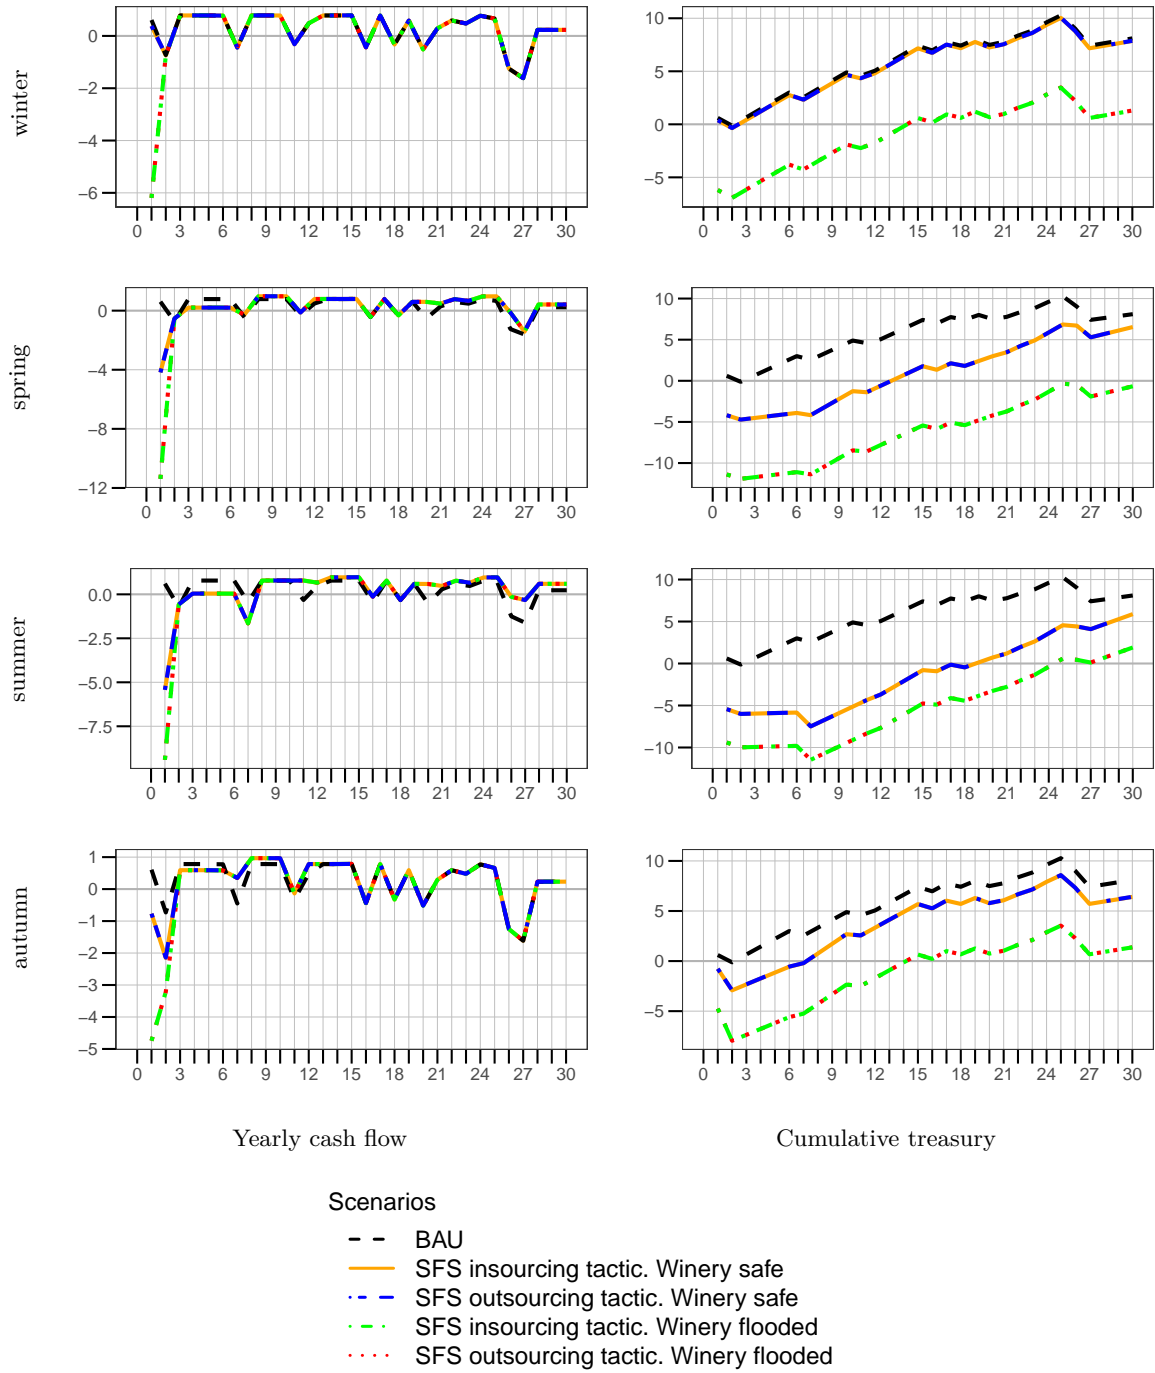 winter
0
−2
−4
−6
0 3 6 9 12 15 18 21 24 27 30
10
5
0
−5
0 3 6 9 12 15 18 21 24 27 30
spring
0
−4
−8
−12
0 3 6 9 12 15 18 21 24 27 30
10
5
0
−5
−10
0 3 6 9 12 15 18 21 24 27 30
summer
0.0
−2.5
−5.0
−7.5
0 3 6 9 12 15 18 21 24 27 30
10
5
0
−5
−10
0 3 6 9 12 15 18 21 24 27 30
autumn
1
0
−1
−2
−3
−4
−5
0 3 6 9 12 15 18 21 24 27 30
10
5
0
−5
0 3 6 9 12 15 18 21 24 27 30
Yearly cash flow
Cumulative treasury
Scenarios
BAU
SFS insourcing tactic. Winery safe
SFS outsourcing tactic. Winery safe
SFS insourcing tactic. Winery flooded
SFS outsourcing tactic. Winery flooded